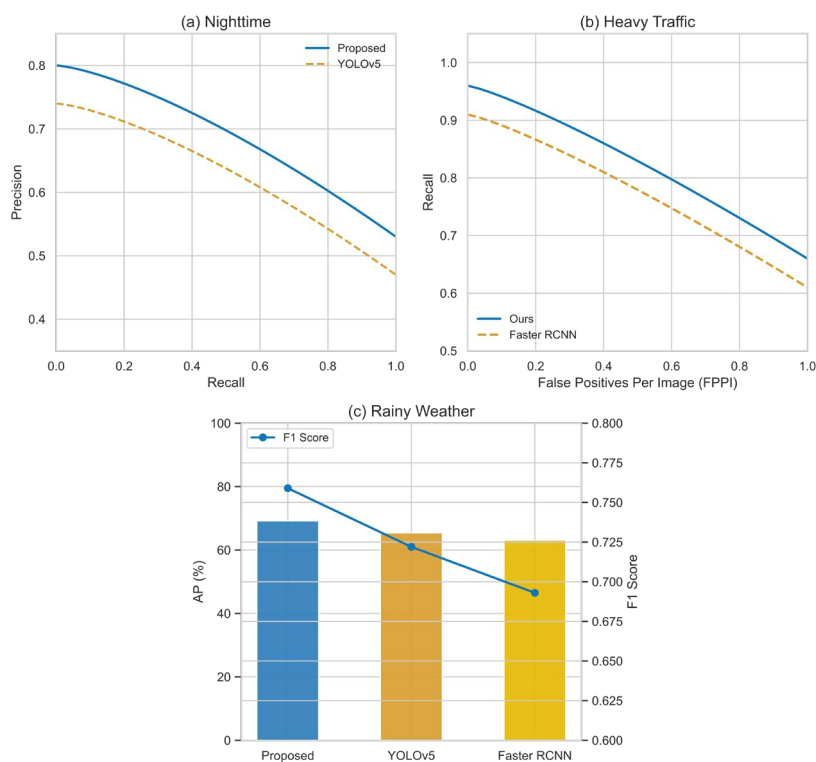 (a) Nighttime
Proposed
YOLOv5
Precision
0.8
0.7
0.6
0.5
0.4
0.0 0.2 0.4 0.6 0.8 1.0
Recall
(b) Heavy Traffic
Recall
1.0
0.9
0.8
0.7
0.6
0.5
Ours
Faster RCNN
0.0 0.2 0.4 0.6 0.8 1.0
False Positives Per Image (FPPI)
(c) Rainy Weather
F1 Score
AP (%)
100
80
60
40
20
0
0.800
0.775
0.750
0.725
0.700
0.675
0.650
0.625
0.600
F1 Score
Proposed YOLOv5 Faster RCNN